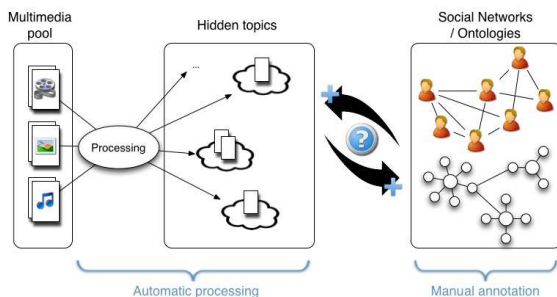 Multimedia
pool
Hidden topics
Social Networks
/ Ontologies
...
Processing
?
Automatic processing
Manual annotation